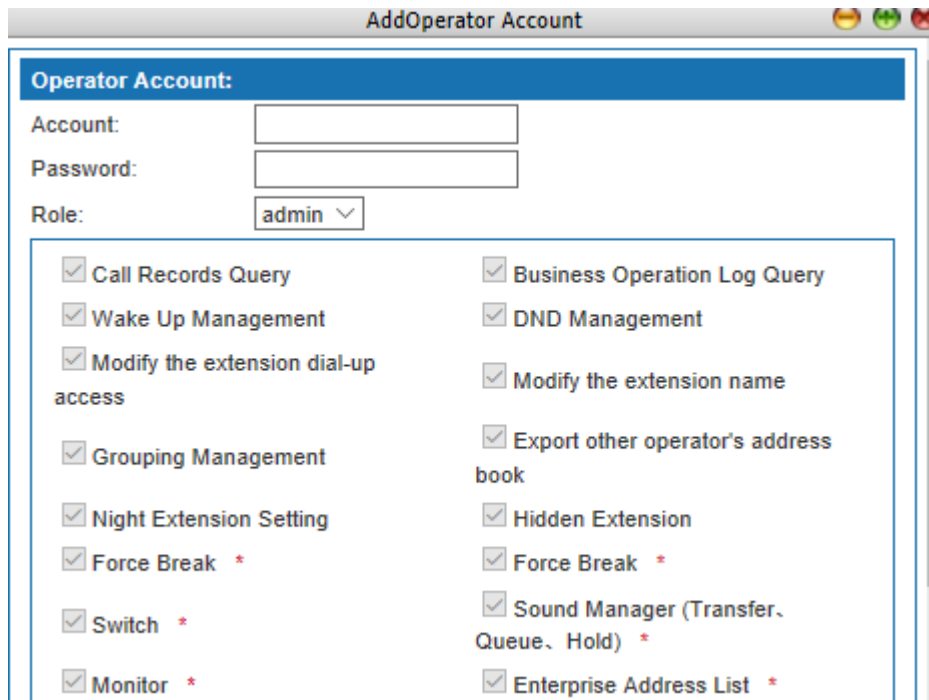 AddOperator Account
Operator Account:
Account:
Password:
Role:
admin
Call Records Query
Business Operation Log Query
Wake Up Management
DND Management
Modify the extension dial-up
access
Modify the extension name
Grouping Management
Export other operator's address
book
Night Extension Setting
Hidden Extension
Force Break *
Force Break *
Switch *
Sound Manager (Transfer、
Queue、Hold) *
Monitor *
Enterprise Address List *